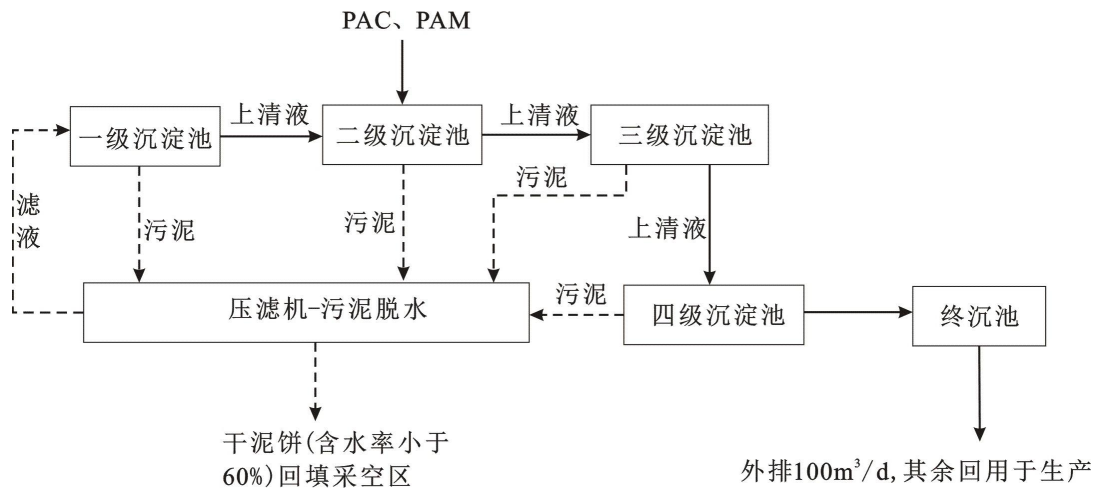 PAC、PAM
上清液
上清液
一级沉淀池
二级沉淀池
三级沉淀池
污泥
滤
液
污泥
污泥
上清液
污泥
压滤机-污泥脱水
四级沉淀池
终沉池
干泥饼(含水率小于
60%)回填采空区
外排100m³/d,其余回用于生产